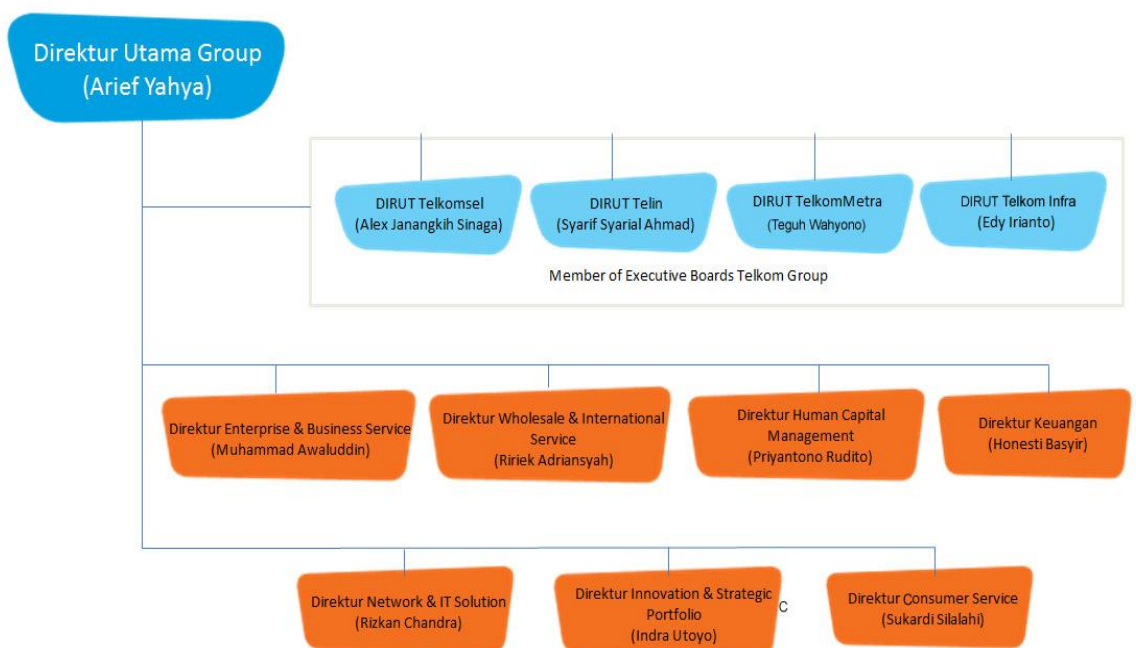 Direktur Utama Group
(Arief Yahya)
DIRUT Telkomsel
(Alex Janangkih Sinaga)
DIRUT Telin
(Syarif Syarial Ahmad)
DIRUT TelkomMetra
(Teguh Wahyono)
DIRUT Telkom Infra
(Edy Irianto)
Member of Executive Boards Telkom Group
Direktur Enterprise & Business Service
(Muhammad Awaluddin)
Direktur Wholesale & International
Service
(Ririek Adriansyah)
Direktur Human Capital
Management
(Priyantono Rudito)
Direktur Keuangan
(Honesti Basyir)
Direktur Network & IT Solution
(Rizkan Chandra)
Direktur Innovation & Strategic
Portfolio
(Indra Utoyo)
C
Direktur Consumer Service
(Sukardi Silalahi)